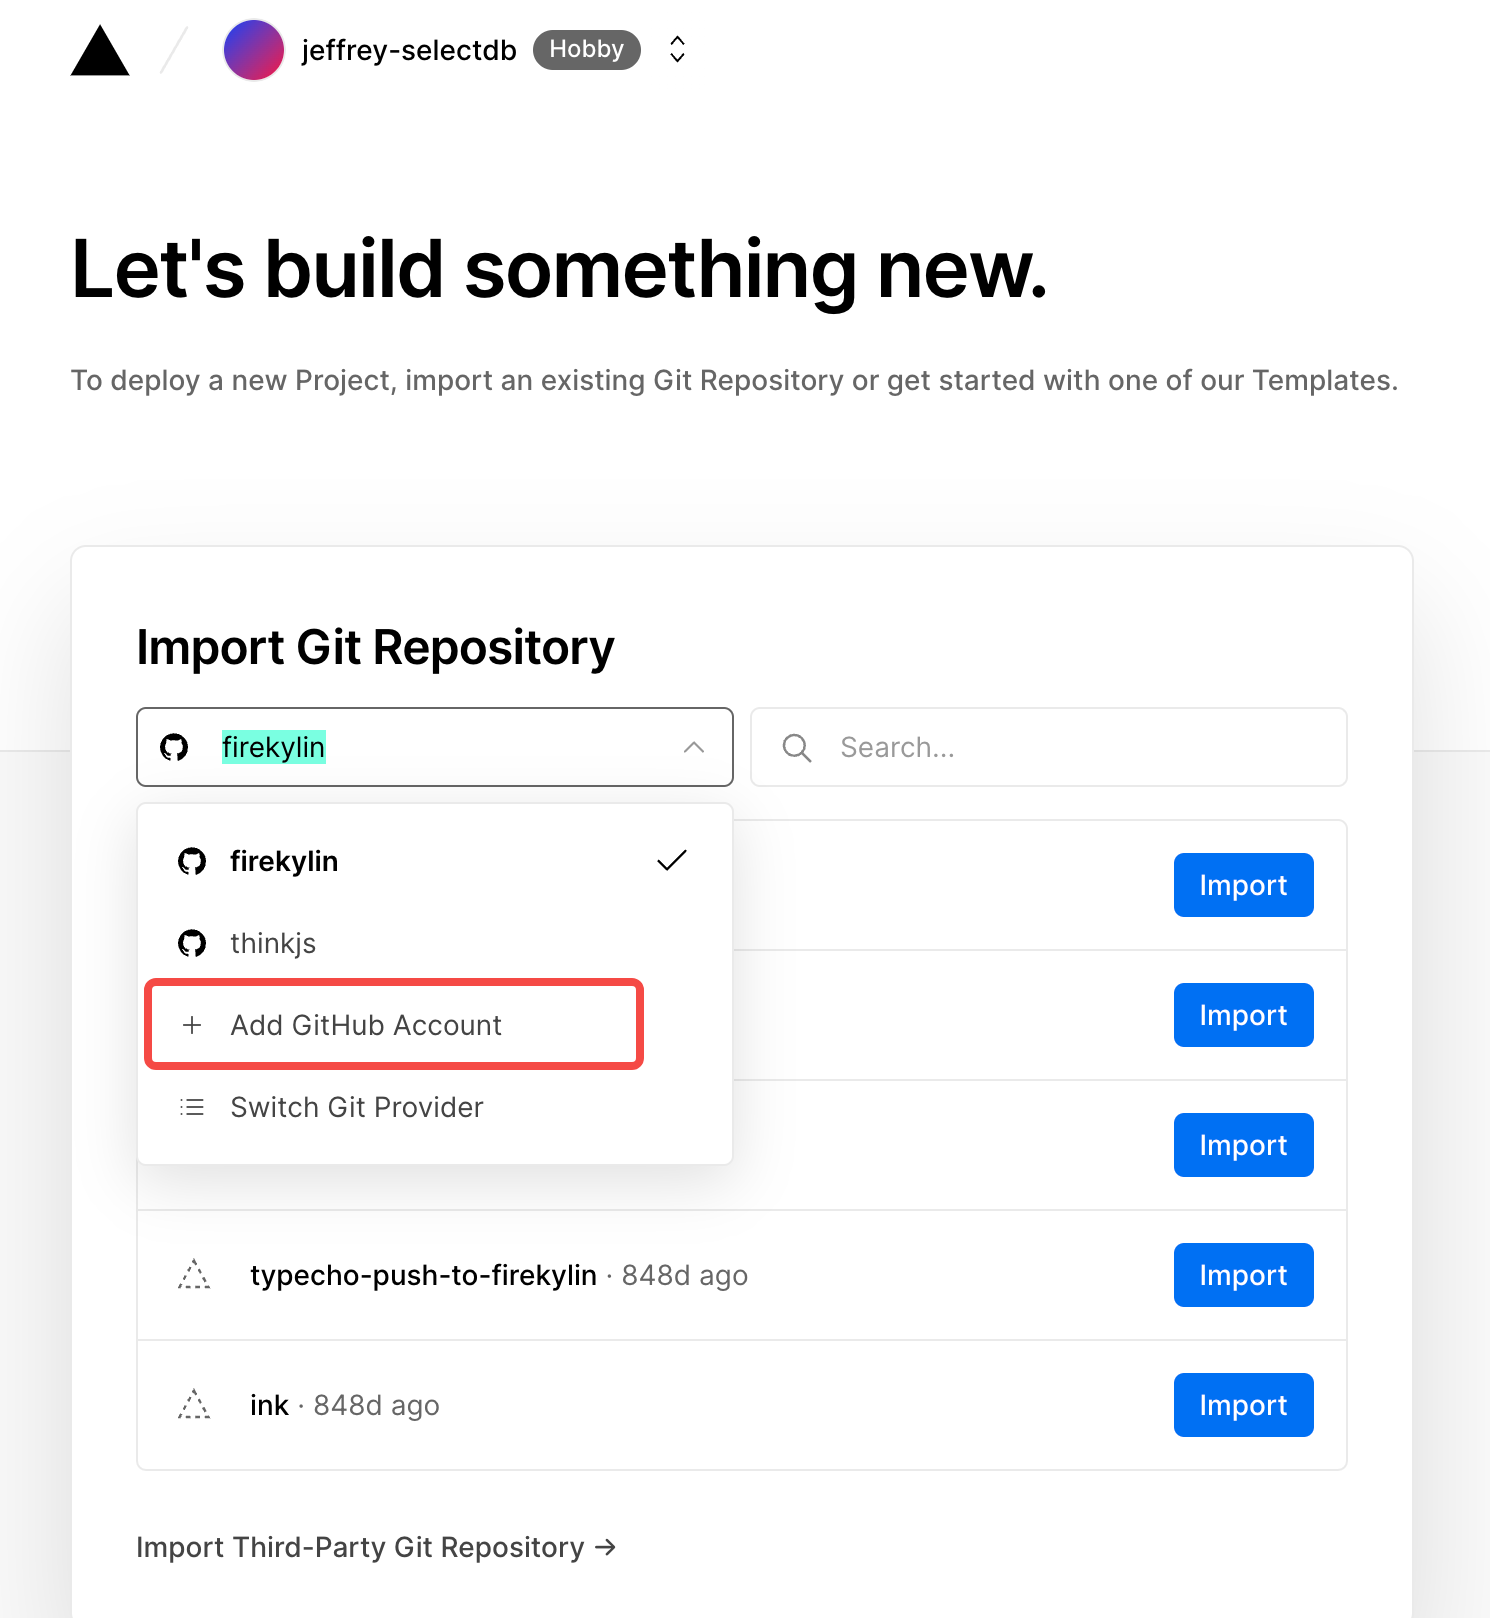 jeffrey-selectdb Hobby
Let's build something new.
To deploy a new Project, import an existing Git Repository or get started with one of our Templates.
Import Git Repository
firekylin Search...
firekylin
Import
thinkjs
Add GitHub Account
Import
Switch Git Provider
Import
typecho-push-to-firekylin · 848d ago Import
ink · 848d ago Import
Import Third-Party Git Repository →